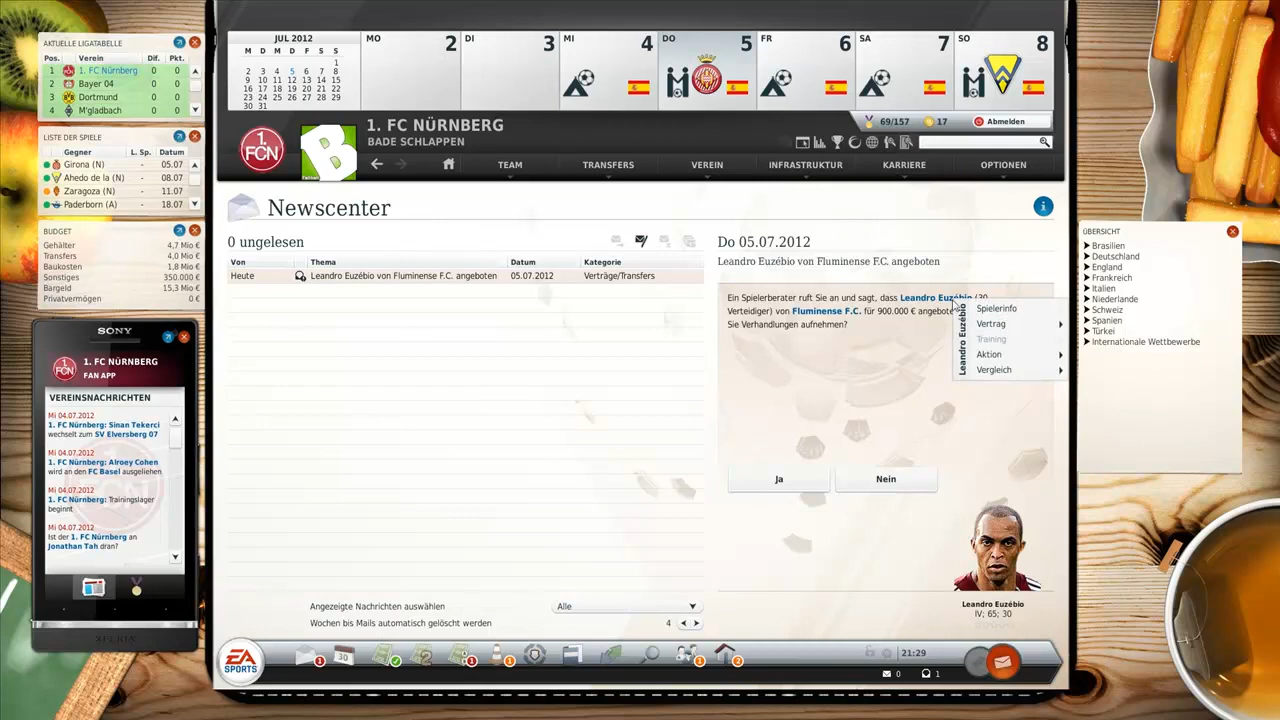 AKTUELLE LIGATABELLE
Pos. Verein Dif. Pkt.
1 1. FC Nürnberg 0 0
2 Bayer 04 0 0
3 Dortmund 0 0
4 M'gladbach 0 0
LISTE DER SPIELE
Gegner L. Sp. Datum
Girona (N) - 05.07
Ahedo de la (N) - 08.07
Zaragoza (N) - 11.07
Paderborn (A) - 18.07
BUDGET
Gehälter 4,7 Mio €
Transfers 4,0 Mio €
Baukosten 1,8 Mio €
Sonstiges 350.000 €
Bargeld 15,3 Mio €
Privatvermögen 0 €
SONY
1. FC NÜRNBERG
FAN APP
VEREINSNACHRICHTEN
Mi 04.07.2012
1. FC Nürnberg: Sinan Tekerci
wechselt zum SV Elversberg 07
Mi 04.07.2012
1. FC Nürnberg: Alroey Cohen
wird an den FC Basel ausgeliehen
Mi 04.07.2012
1. FC Nürnberg: Trainingslager
beginnt
Mi 04.07.2012
Ist der 1. FC Nürnberg an
Jonathan Tah dran?
XPERIA
JUL 2012
M D M D F S S
1
2 3 4 5 6 7 8
9 10 11 12 13 14 15
16 17 18 19 20 21 22
23 24 25 26 27 28 29
30 31
MO 2 DI 3 MI 4 DO 5 FR 6 SA 7 SO 8
1. FC NÜRNBERG
BADE SCHLAPPEN
69/157 17 Abmelden
1.
FCN
B
TEAM TRANSFERS VEREIN INFRASTRUKTUR KARRIERE OPTIONEN
Newscenter
0 ungelesen
Von Thema Datum Kategorie
Heute Leandro Euzébio von Fluminense F.C. angeboten 05.07.2012 Verträge/Transfers
Do 05.07.2012
Leandro Euzébio von Fluminense F.C. angeboten
Ein Spielerberater ruft Sie an und sagt, dass Leandro Euzébio (30
Verteidiger) von Fluminense F.C. für 900.000 €
Sie Verhandlungen aufnehmen?
Leandro Euzébio
Spielerinfo
Vertrag
Training
Aktion
Vergleich
Ja Nein
Leandro Euzébio
IV; 65; 30
Angezeigte Nachrichten auswählen Alle
Wochen bis Mails automatisch gelöscht werden 4
EA
SPORTS
1 30 2 1 1 1 2
21:29
0 1
ÜBERSICHT
Brasilien
Deutschland
England
Frankreich
Italien
Niederlande
Schweiz
Spanien
Türkei
Internationale Wettbewerbe